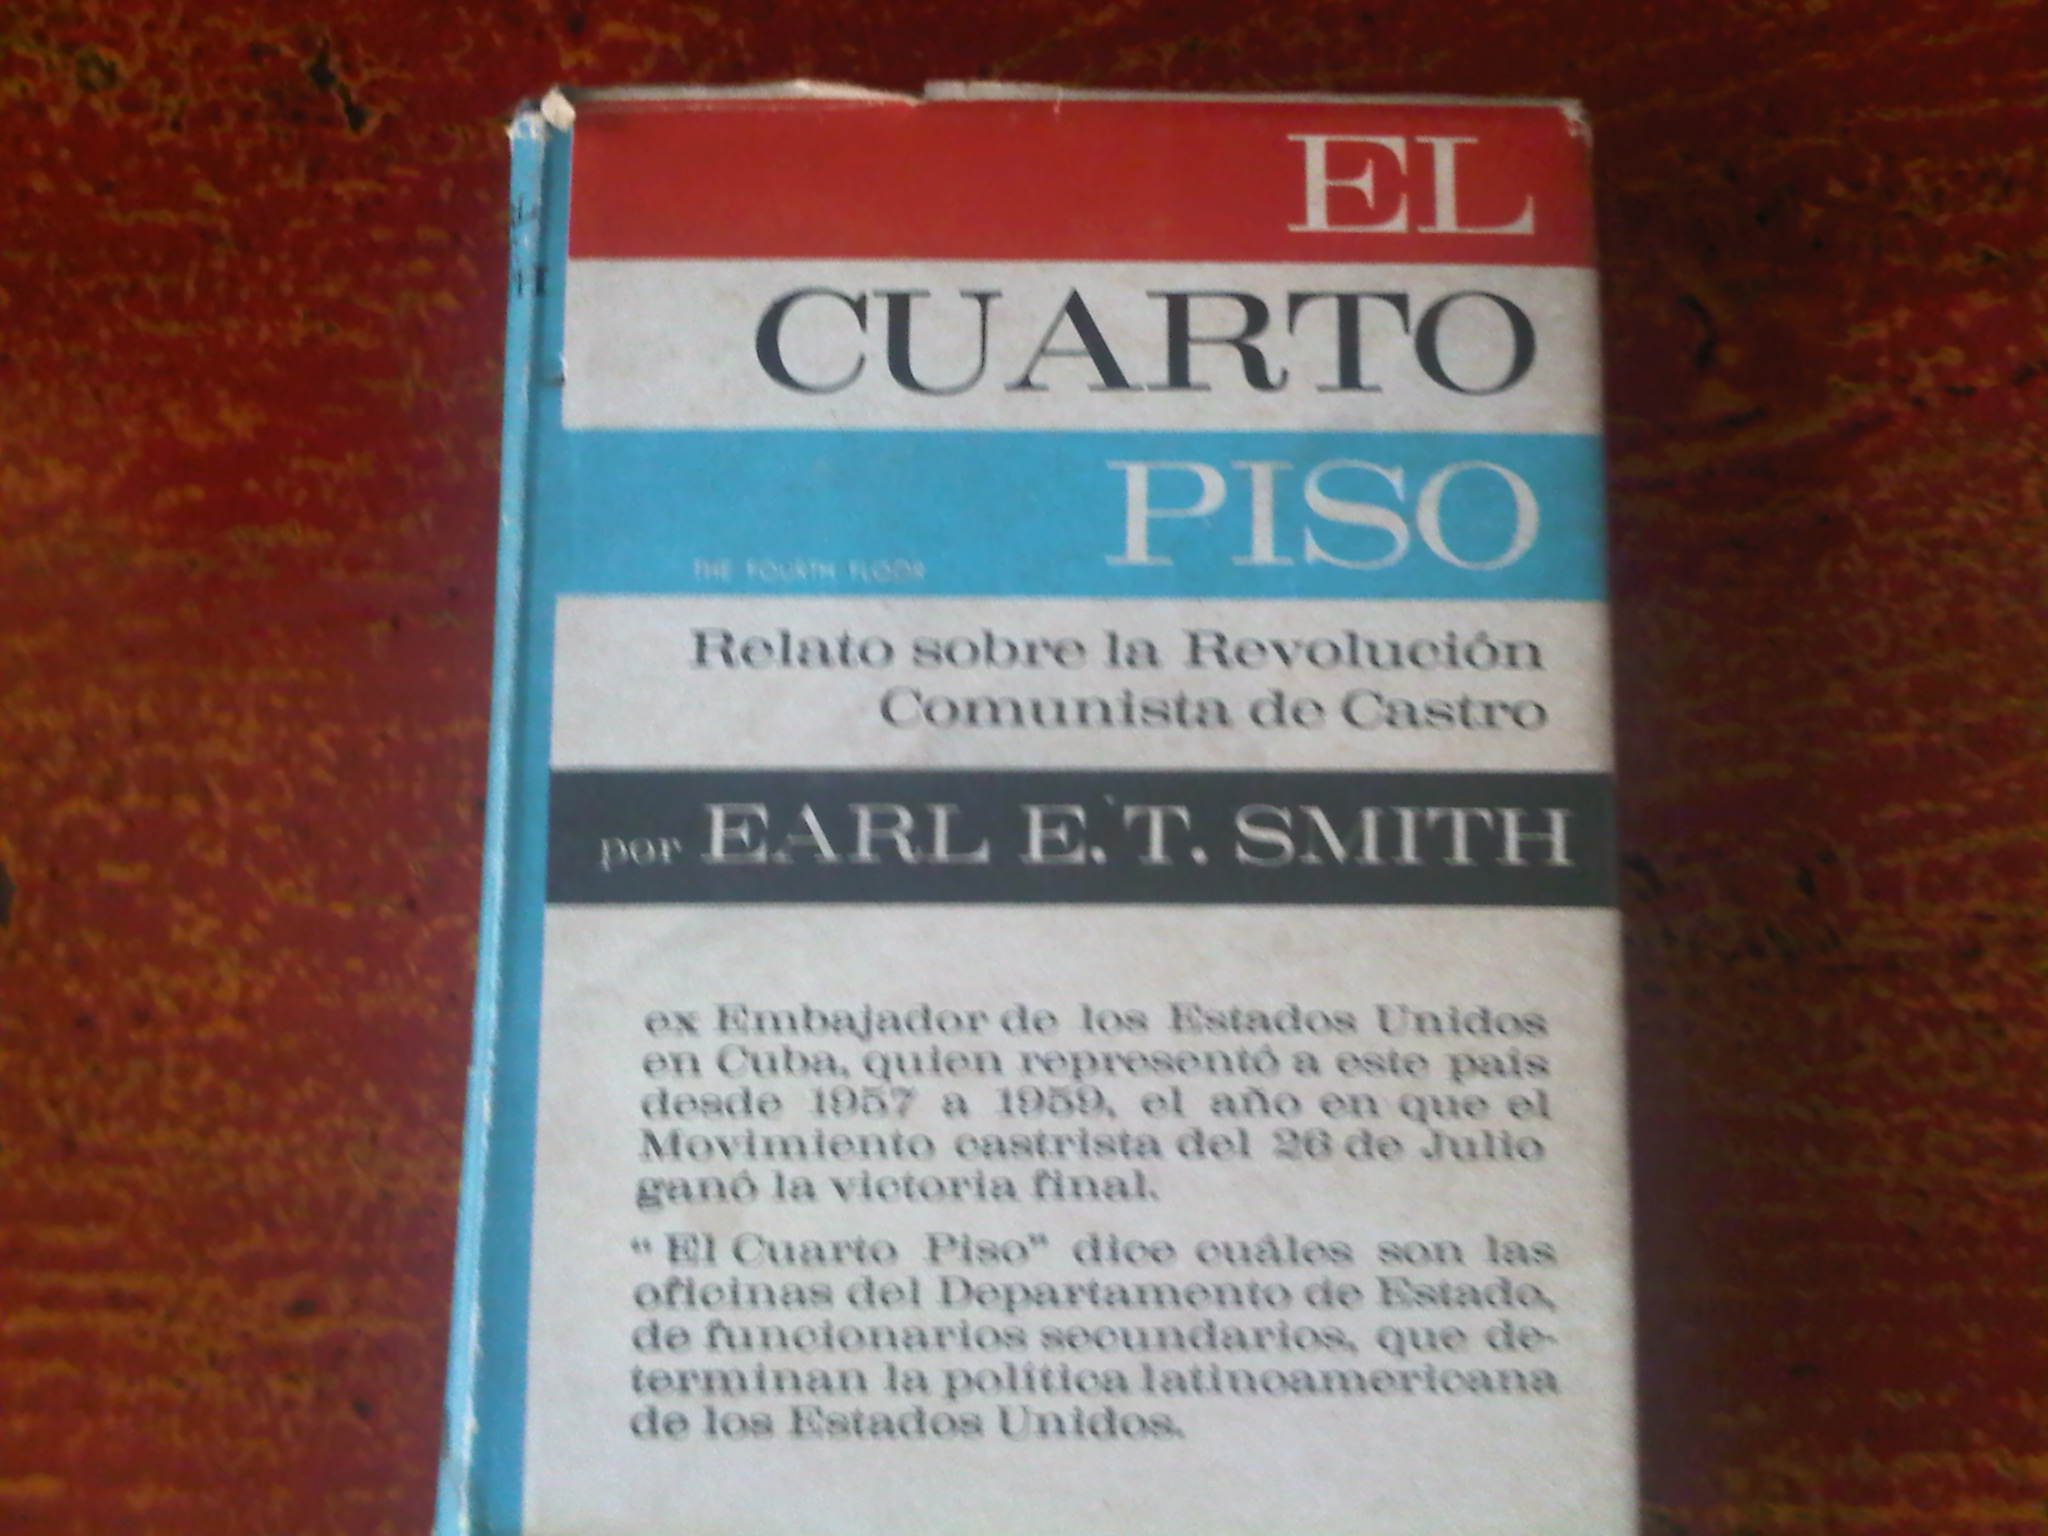 EL
CUARTO
PISO
THE FOURTH FLOOR
Relato sobre la Revolución
Comunista de Castro
por EARL E. T. SMITH
ex Embajador de los Estados Unidos
en Cuba, quien representó a este país
desde 1957 a 1959, el año en que el
Movimiento castrista del 26 de Julio
ganó la victoria final.
"El Cuarto Piso" dice cuáles son las
oficinas del Departamento de Estado,
de funcionarios secundarios, que de-
terminan la política latinoamericana
de los Estados Unidos.